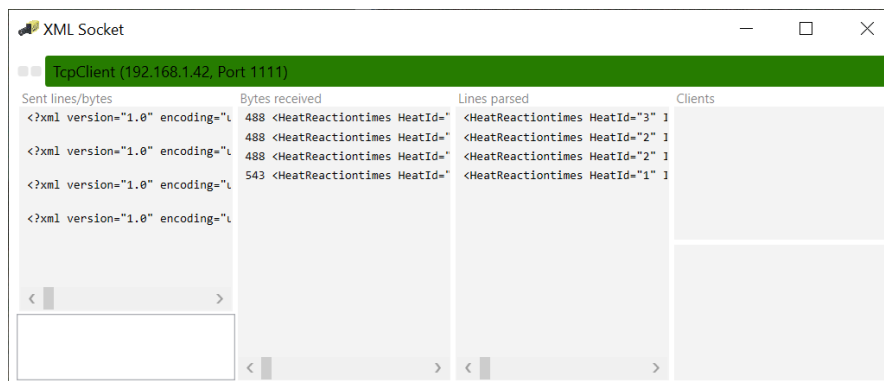 XML Socket
TcpClient (192.168.1.42, Port 1111)
Sent lines/bytes
<?xml version="1.0" encoding="u
<?xml version="1.0" encoding="u
<?xml version="1.0" encoding="u
<?xml version="1.0" encoding="u
Bytes received
488 <HeatReactiontimes HeatId="
488 <HeatReactiontimes HeatId="
488 <HeatReactiontimes HeatId="
543 <HeatReactiontimes HeatId="
Lines parsed
<HeatReactiontimes HeatId="3" I
<HeatReactiontimes HeatId="2" I
<HeatReactiontimes HeatId="2" I
<HeatReactiontimes HeatId="1" I
Clients